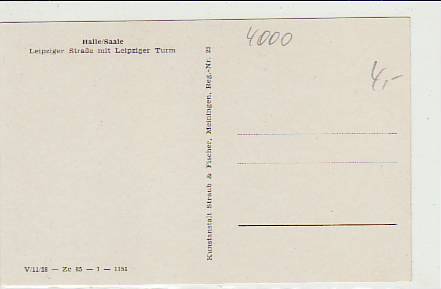 Halle/Saale
Leipziger Straße mit Leipziger Turm
4000
4,-
Kunstanstalt Straub & Fischer, Meiningen, Reg.-Nr. 23
V/11/28 — Ze 85 — 1 — 1151